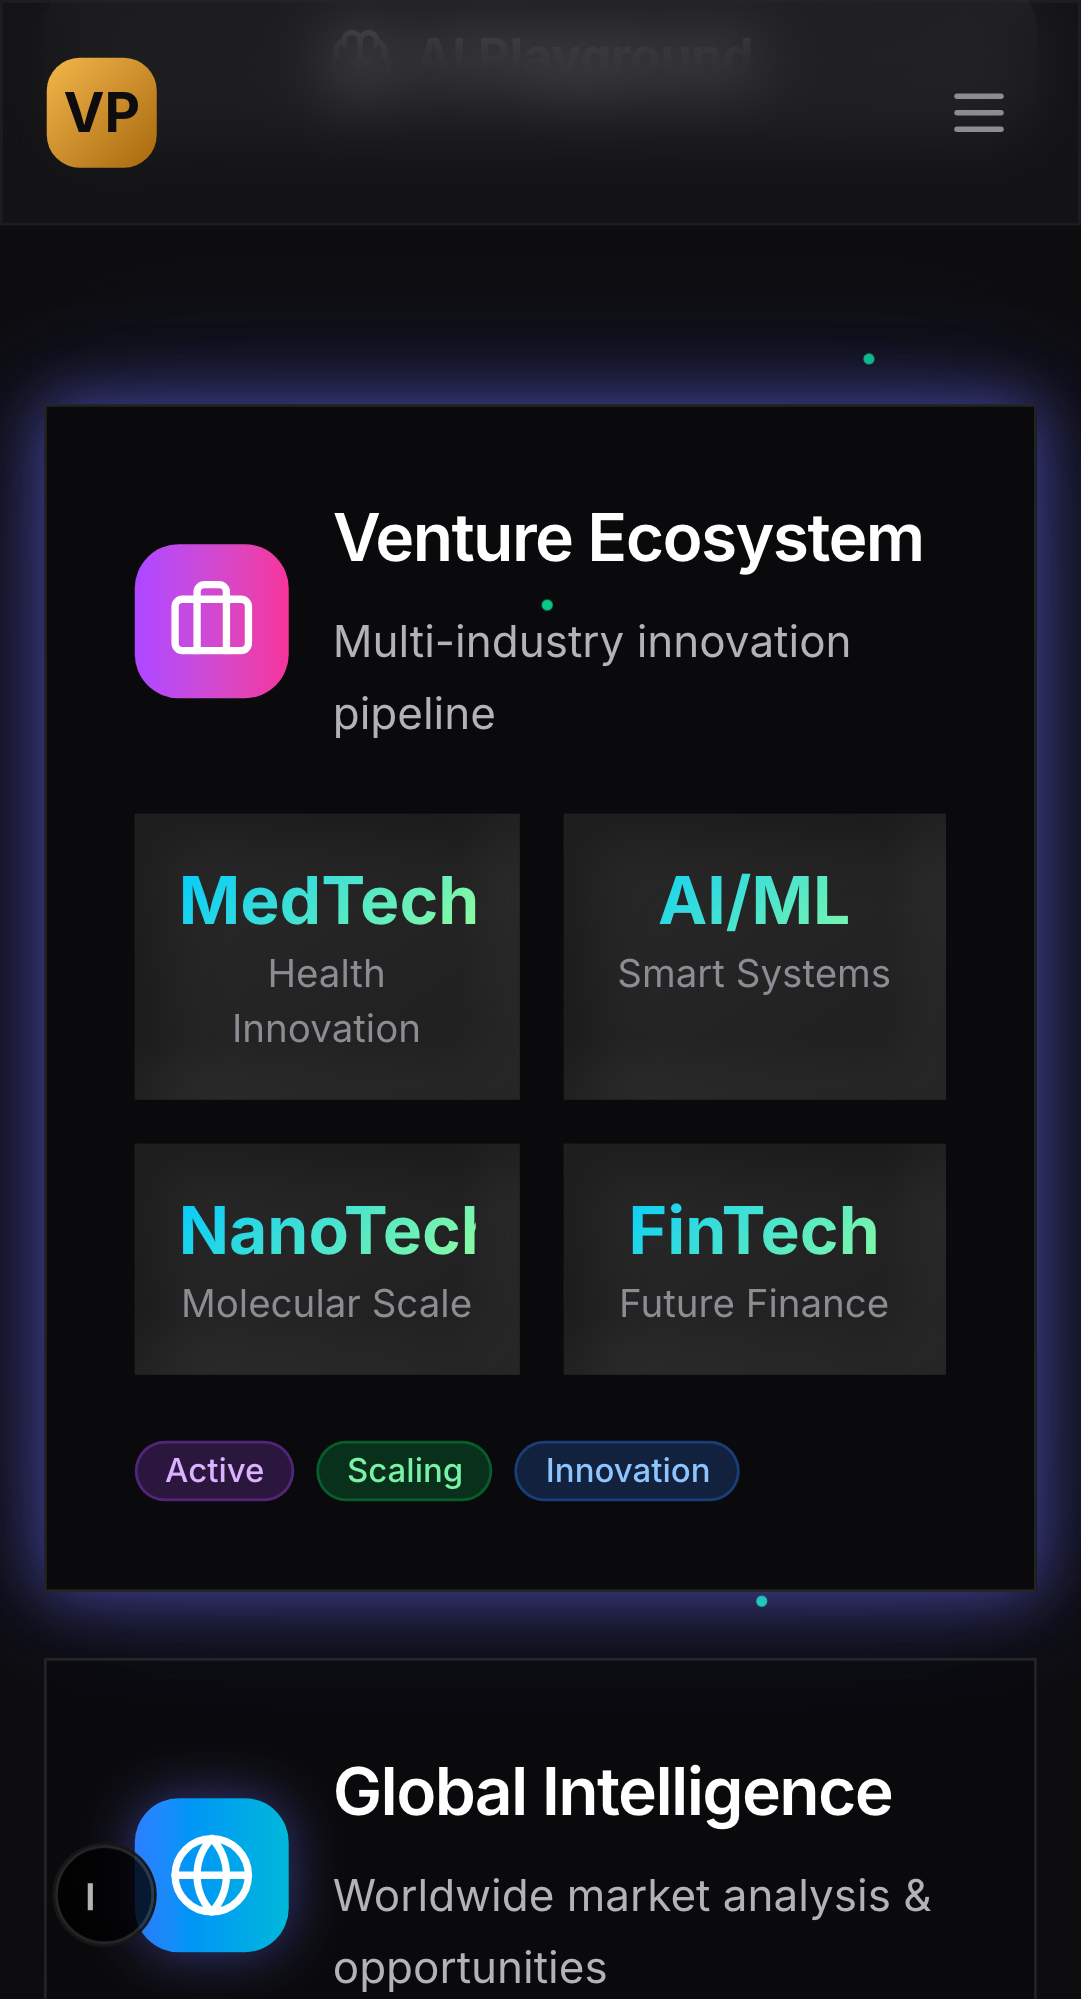 AI Playground
VP
Venture Ecosystem
Multi-industry innovation
pipeline
MedTech
Health
Innovation
AI/ML
Smart Systems
NanoTech
Molecular Scale
FinTech
Future Finance
Active
Scaling
Innovation
Global Intelligence
Worldwide market analysis &
opportunities